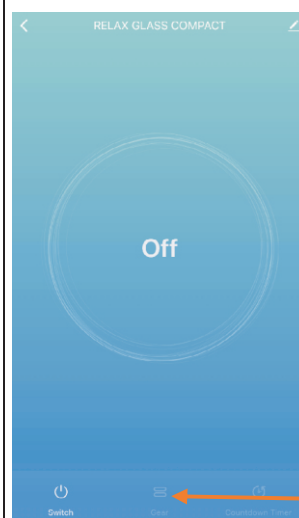 RELAX GLASS COMPACT
Off
Switch
Gear
Countdown Timer